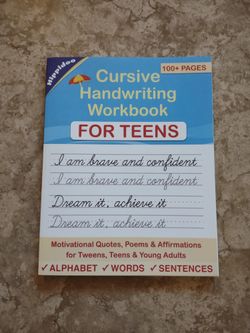 Hippidoo
100+ PAGES
Cursive
Handwriting
Workbook
FOR TEENS
I am brave and confident
I am brave and confident
Dream it, achieve it
Dream it, achieve it
Motivational Quotes, Poems & Affirmations
for Tweens, Teens & Young Adults
✓ ALPHABET ✓ WORDS ✓ SENTENCES